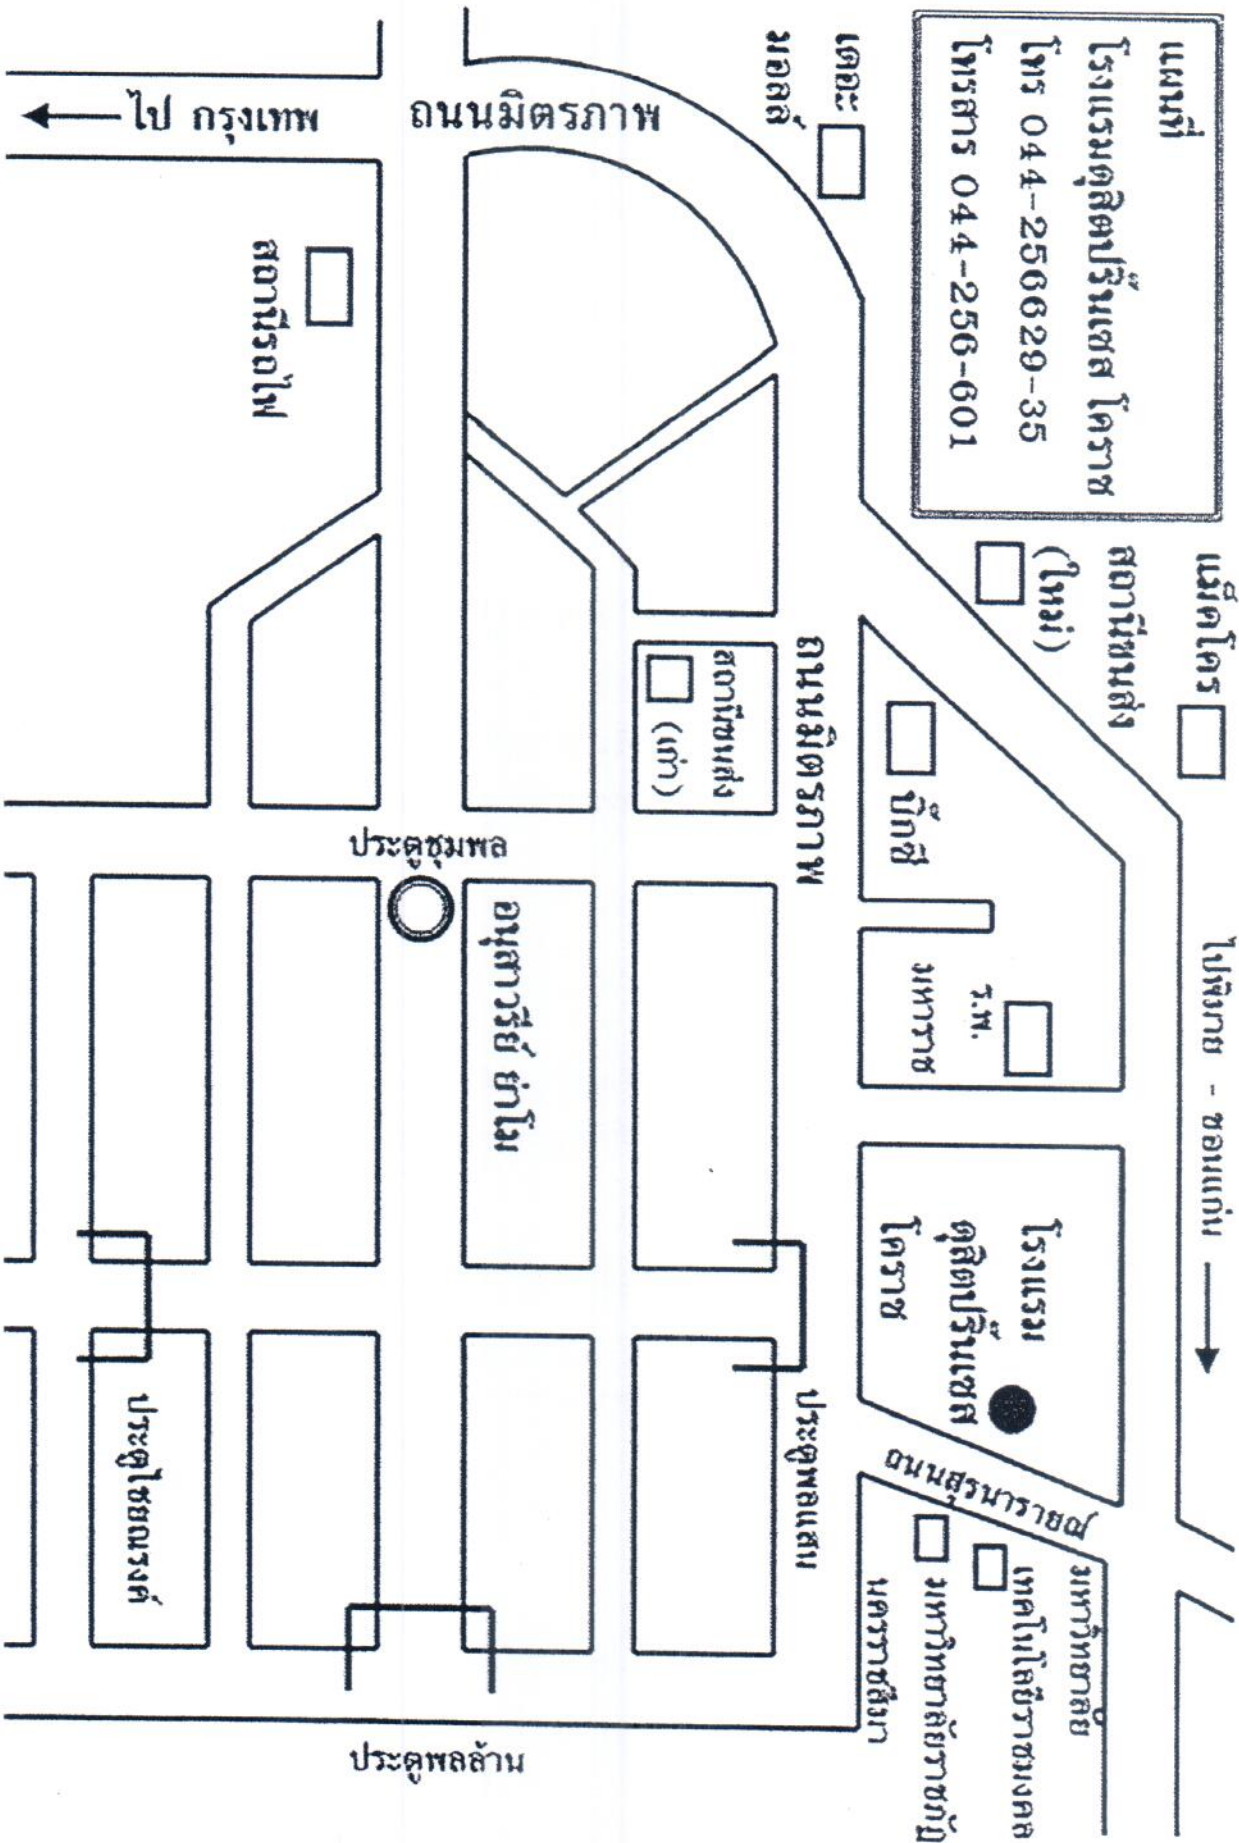 แผนที่
โรงแรมดุสิตปริ๊นเซส โคราช
โทร 044-256629-35
โทรสาร 044-256-601
แม็คโคร
สถานีขนส่ง
(ใหม่)
เดอะ
มอลล์
ถนนมิตรภาพ
ไป กรุงเทพ
สถานีรถไฟ
สถานีขนส่ง
(เก่า)
ถนนมิตรภาพ
บิ๊กซี
ร.พ.
มหาราช
ไปพิมาย - ขอนแก่น
ประตูชุมพล
อนุสาวรีย์ ย่าโม
โรงแรม
ดุสิตปริ๊นเซส
โคราช
ถนนสุรนารายณ์
ประตูพลแสน
ประตูไชยณรงค์
ประตูพลล้าน
มหาวิทยาลัย
เทคโนโลยีราชมงคล
มหาวิทยาลัยราชภัฏ
นครราชสีมา